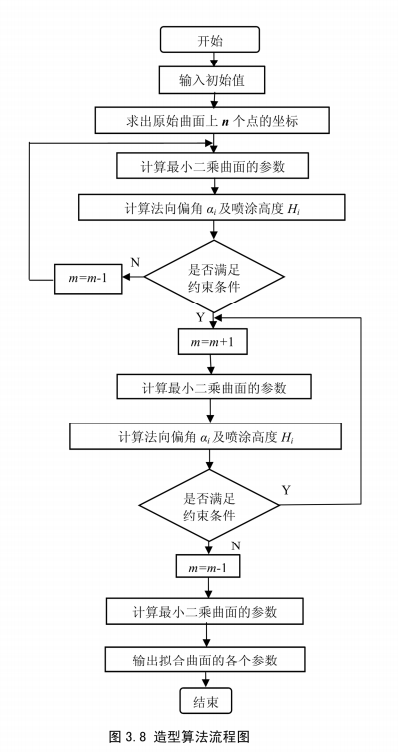 开始
输入初始值
求出原始曲面上 n 个点的坐标
计算最小二乘曲面的参数
计算法向偏角 αi 及喷涂高度 Hi
是否满足
约束条件
N
m=m-1
Y
m=m+1
计算最小二乘曲面的参数
计算法向偏角 αi 及喷涂高度 Hi
是否满足
约束条件
Y
N
m=m-1
计算最小二乘曲面的参数
输出拟合曲面的各个参数
结束
图 3.8 造型算法流程图